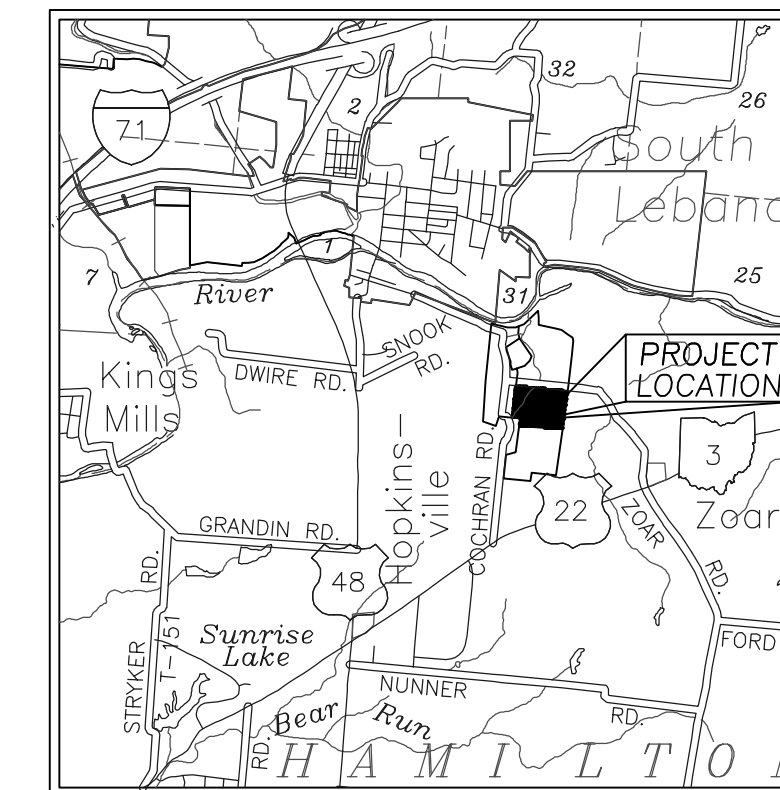 32
26
2
71
South
Lebano
1
7
River
31
25
SNOOK
RD.
PROJECT
LOCATION
Kings
Mills
DWIRE RD.
3
Hopkins-
ville
COCHRAN RD.
22
Zoar
ZOAR
RD.
GRANDIN RD.
48
RD.
STRYKER
T-151
Sunrise
Lake
FORD
NUNNER
RD.
Bear
Run
RD.
HAMILTO